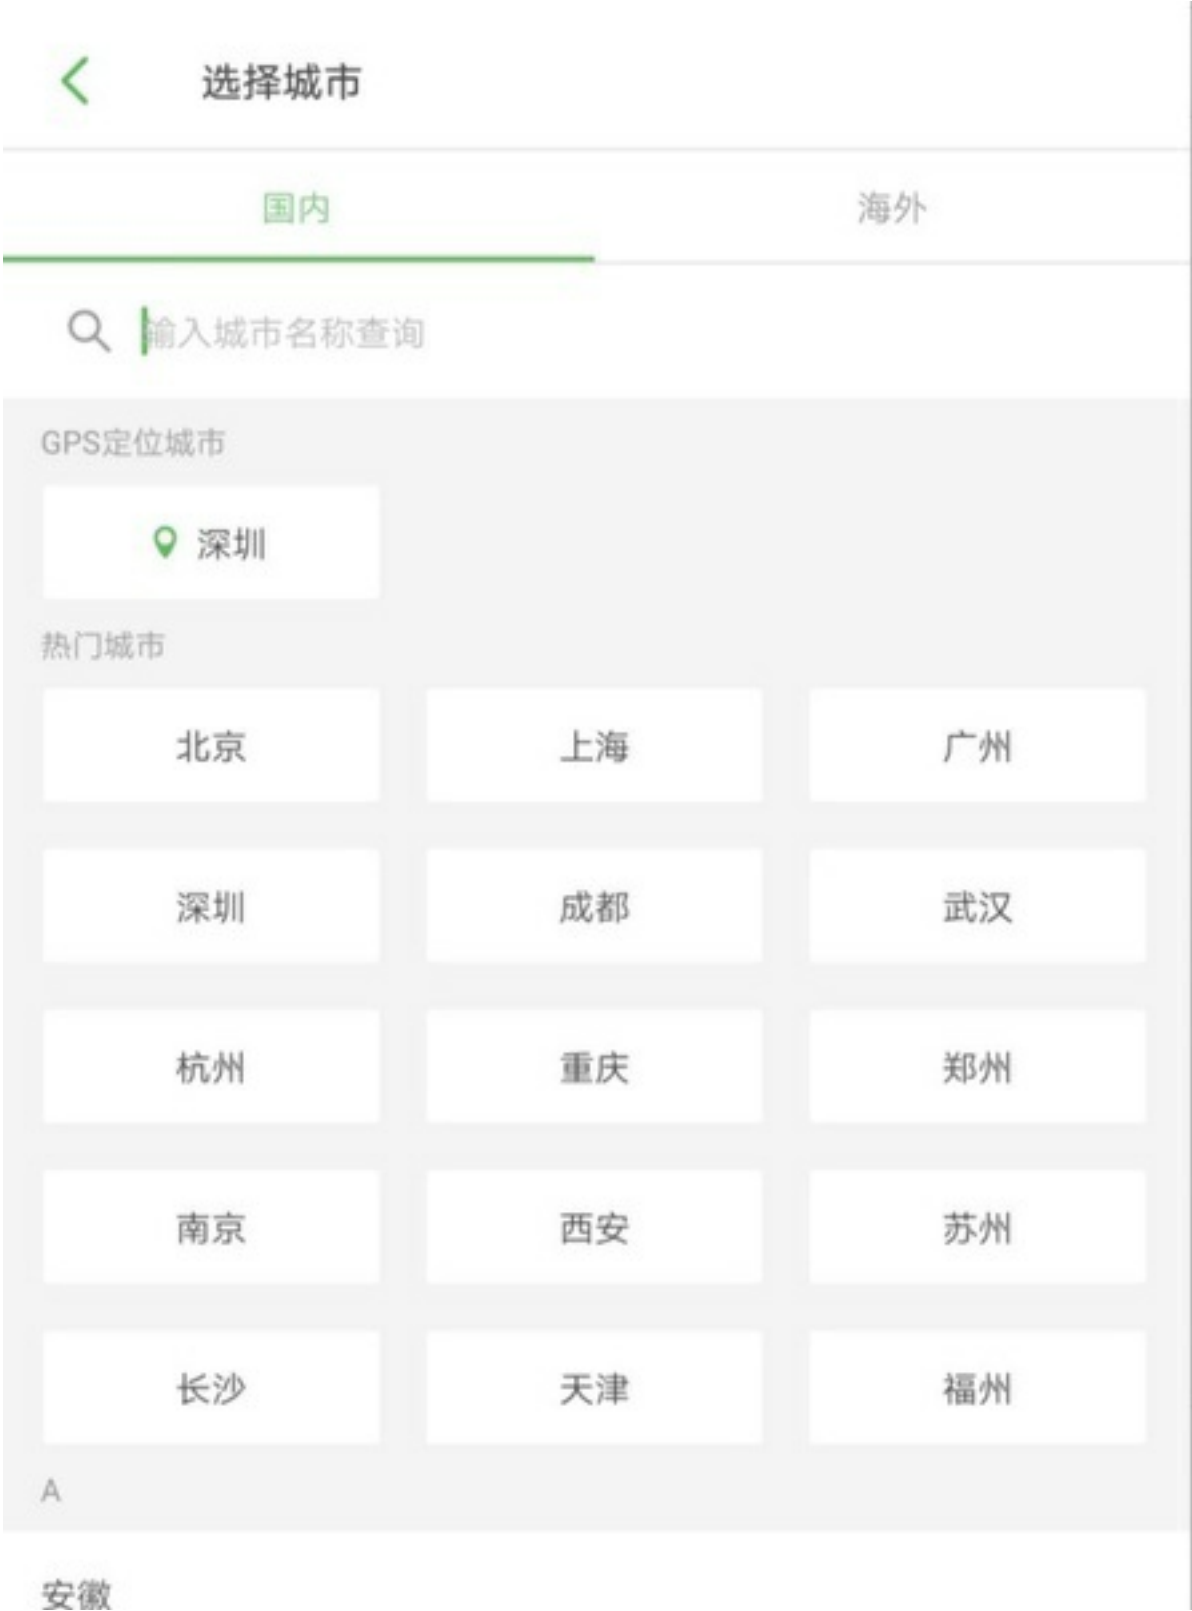 选择城市
国内 海外
输入城市名称查询
GPS定位城市
深圳
热门城市
北京 上海 广州
深圳 成都 武汉
杭州 重庆 郑州
南京 西安 苏州
长沙 天津 福州
A
安徽